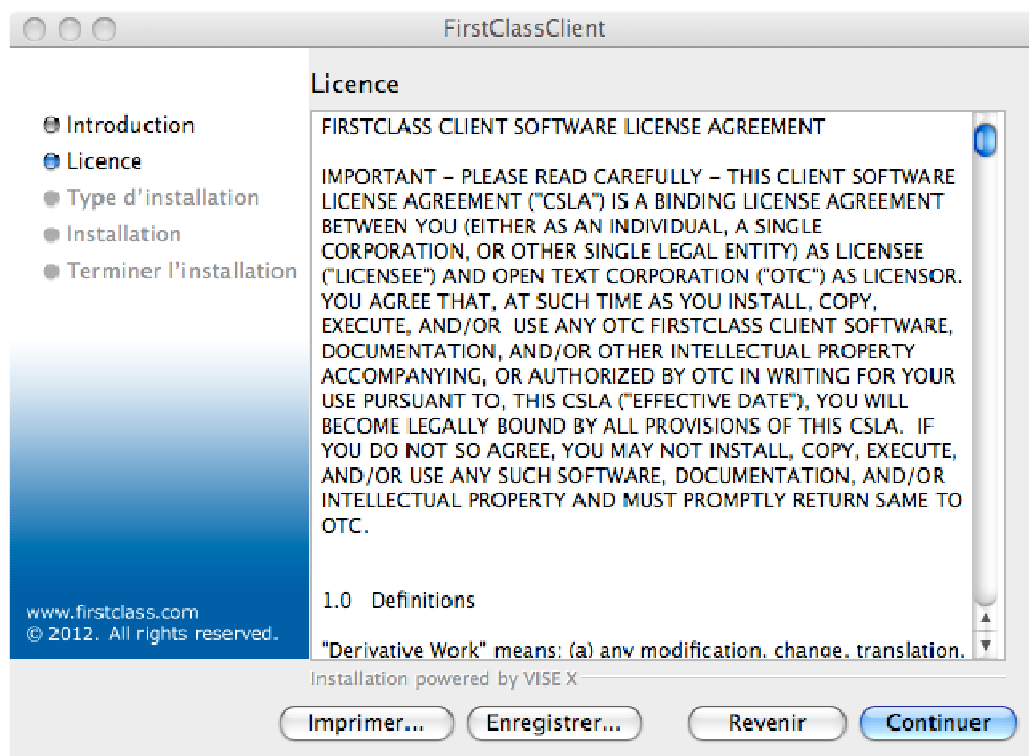 FirstClassClient
Licence
Introduction
Licence
Type d'installation
Installation
Terminer l'installation
FIRSTCLASS CLIENT SOFTWARE LICENSE AGREEMENT
IMPORTANT – PLEASE READ CAREFULLY – THIS CLIENT SOFTWARE
LICENSE AGREEMENT ("CSLA") IS A BINDING LICENSE AGREEMENT
BETWEEN YOU (EITHER AS AN INDIVIDUAL, A SINGLE
CORPORATION, OR OTHER SINGLE LEGAL ENTITY) AS LICENSEE
("LICENSEE") AND OPEN TEXT CORPORATION ("OTC") AS LICENSOR.
YOU AGREE THAT, AT SUCH TIME AS YOU INSTALL, COPY,
EXECUTE, AND/OR  USE ANY OTC FIRSTCLASS CLIENT SOFTWARE,
DOCUMENTATION, AND/OR OTHER INTELLECTUAL PROPERTY
ACCOMPANYING, OR AUTHORIZED BY OTC IN WRITING FOR YOUR
USE PURSUANT TO, THIS CSLA ("EFFECTIVE DATE"), YOU WILL
BECOME LEGALLY BOUND BY ALL PROVISIONS OF THIS CSLA.  IF
YOU DO NOT SO AGREE, YOU MAY NOT INSTALL, COPY, EXECUTE,
AND/OR USE ANY SUCH SOFTWARE, DOCUMENTATION, AND/OR
INTELLECTUAL PROPERTY AND MUST PROMPTLY RETURN SAME TO
OTC.
1.0   Definitions
"Derivative Work" means: (a) any modification, change, translation,
www.firstclass.com
© 2012. All rights reserved.
Installation powered by VISE X
Imprimer...
Enregistrer...
Revenir
Continuer